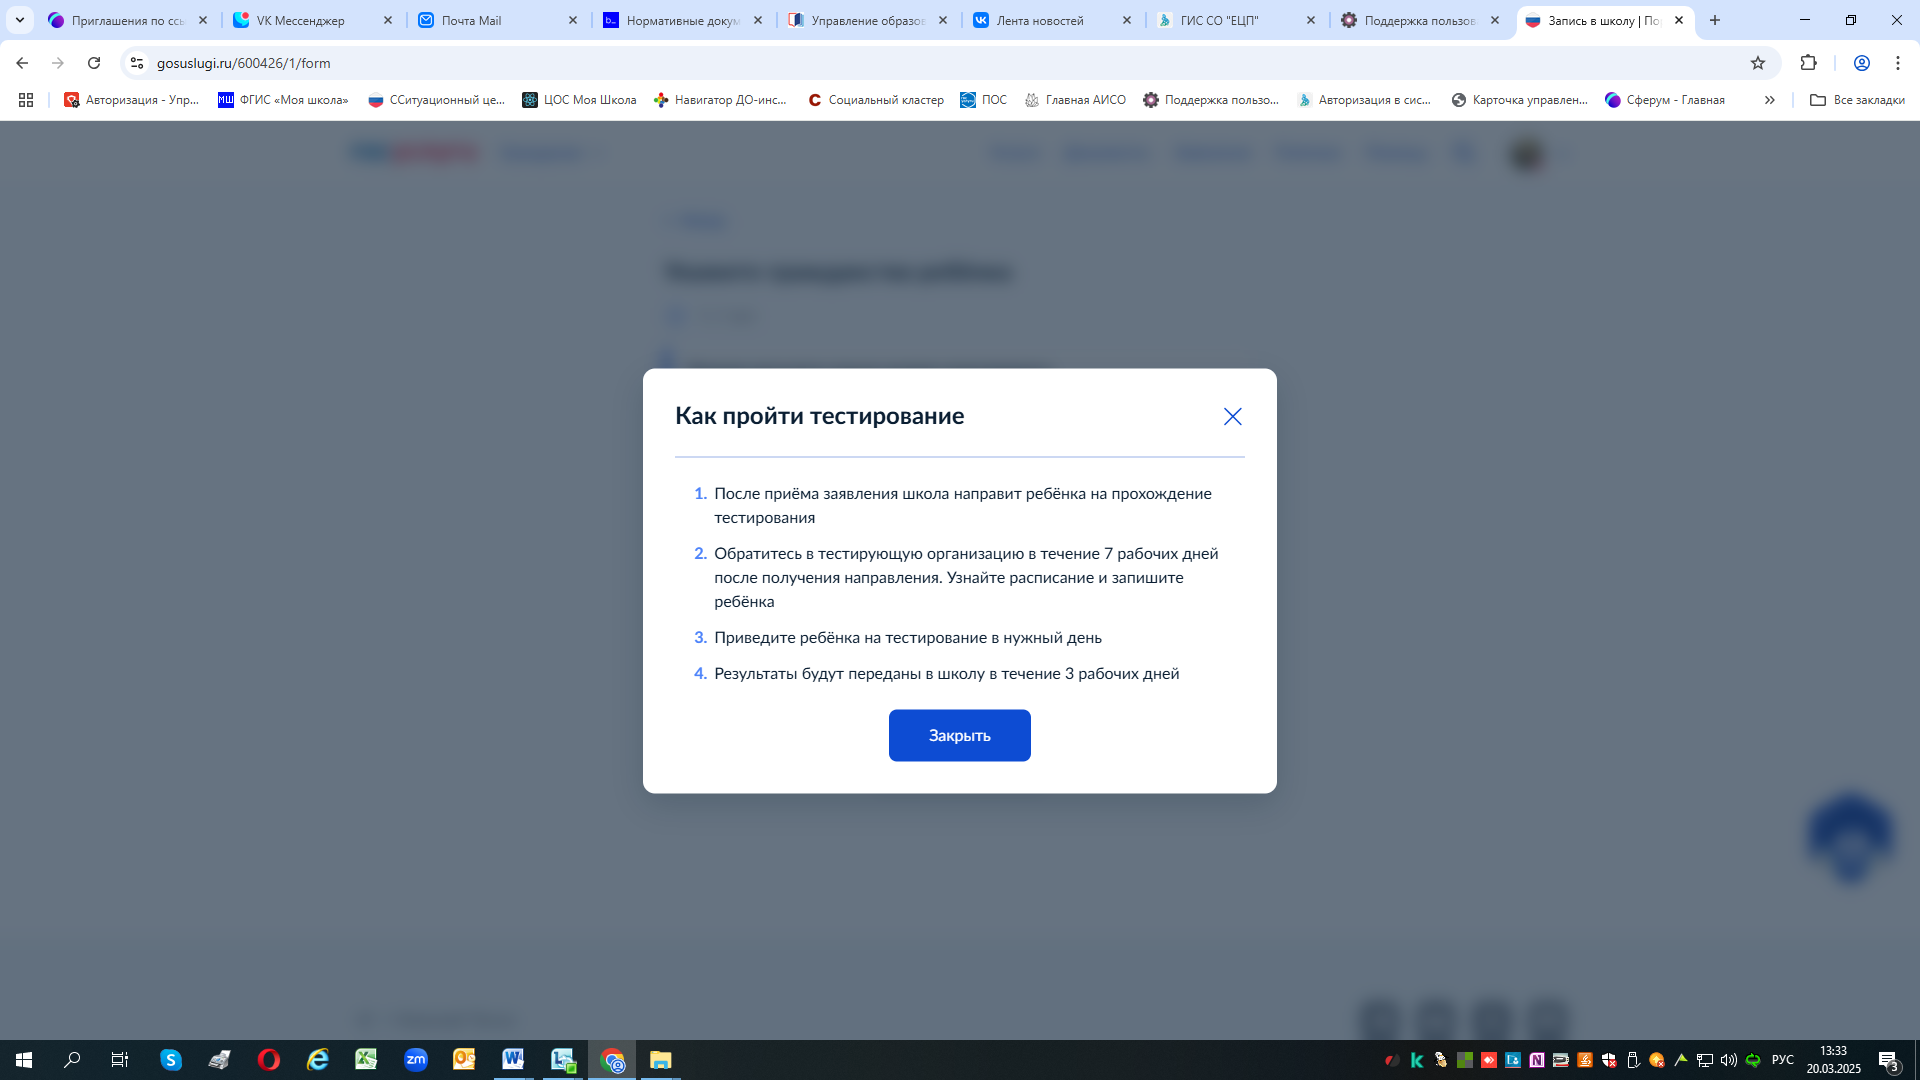 Приглашения по ссы
VK Мессенджер
Почта Mail
Нормативные докум
Управление образов
Лента новостей
ГИС СО "ЕЦП"
Поддержка пользов
Запись в школу | По
gosuslugi.ru/600426/1/form
Авторизация - Упр...
ФГИС «Моя школа»
ССитуационный це...
ЦОС Моя Школа
Навигатор ДО-инс...
Социальный кластер
ПОС
Главная АИСО
Поддержка пользо...
Авторизация в сис...
Карточка управлен...
Сферум - Главная
Все закладки
Как пройти тестирование
1. После приёма заявления школа направит ребёнка на прохождение
тестирования
2. Обратитесь в тестирующую организацию в течение 7 рабочих дней
после получения направления. Узнайте расписание и запишите
ребёнка
3. Приведите ребёнка на тестирование в нужный день
4. Результаты будут переданы в школу в течение 3 рабочих дней
Закрыть
РУС
13:33
20.03.2025
3